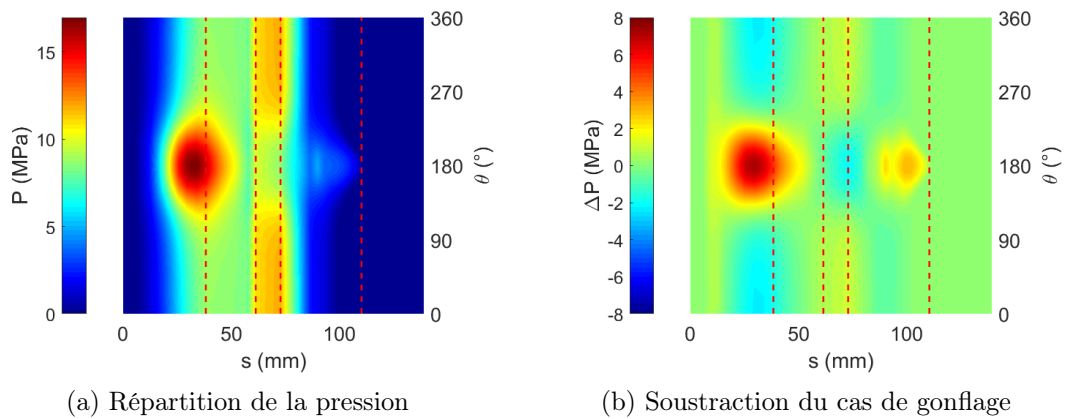 15
10
5
0
P (MPa)
360
270
180
90
0
θ (°)
0 50 100
s (mm)
(a) Répartition de la pression
8
6
4
2
0
-2
-4
-6
-8
ΔP (MPa)
360
270
180
90
0
θ (°)
0 50 100
s (mm)
(b) Soustraction du cas de gonflage